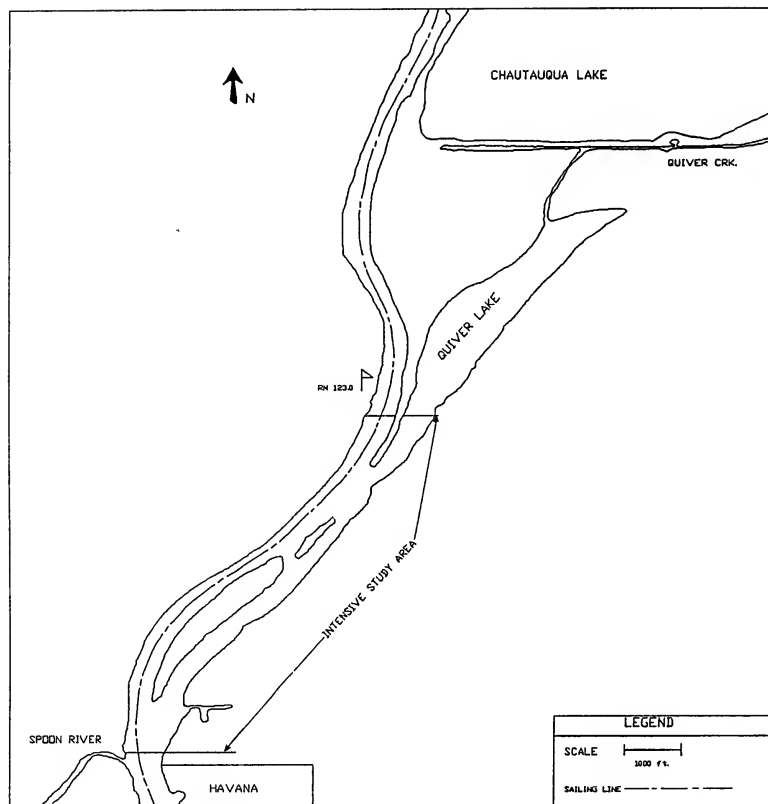 CHAUTAUQUA LAKE
N
QUIVER CRK.
QUIVER LAKE
RM 123.0
INTENSIVE STUDY AREA
SPOON RIVER
HAVANA
LEGEND
SCALE
1000 ft.
SAILING LINE